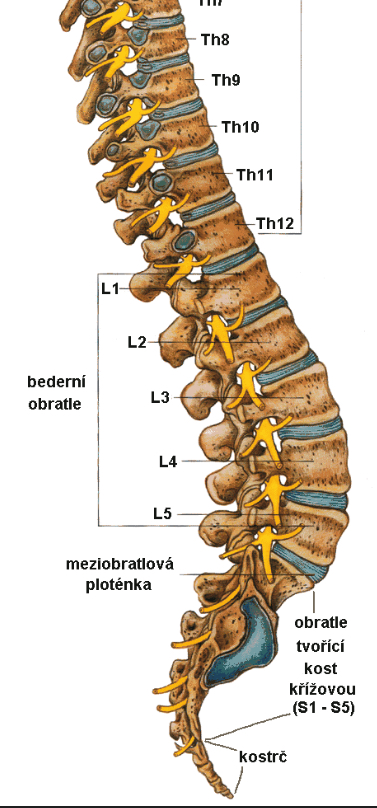 Th7
Th8
Th9
Th10
Th11
Th12
L1
L2
bederní
obratle
L3
L4
L5
meziobratlová
ploténka
obratle
tvořící
kost
křížovou
(S1 - S5)
kostrč